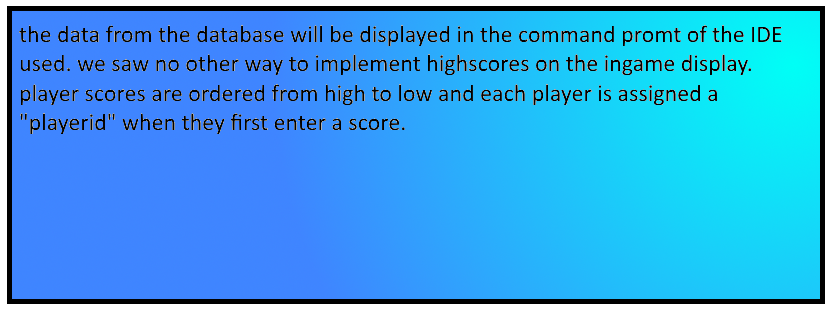 the data from the database will be displayed in the command promt of the IDE
used. we saw no other way to implement highscores on the ingame display.
player scores are ordered from high to low and each player is assigned a
"playerid" when they first enter a score.